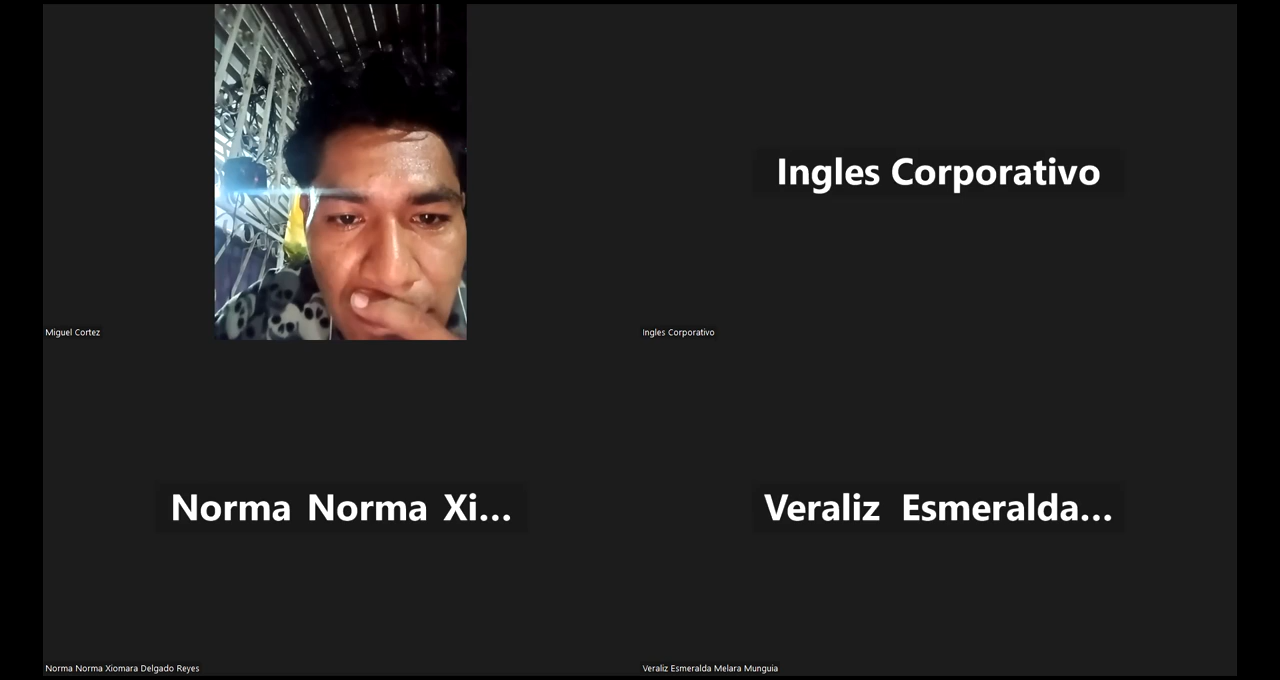 Ingles Corporativo
Miguel Cortez
Ingles Corporativo
Norma Norma Xi...
Veraliz Esmeralda...
Norma Norma Xiomara Delgado Reyes
Veraliz Esmeralda Melara Munguia